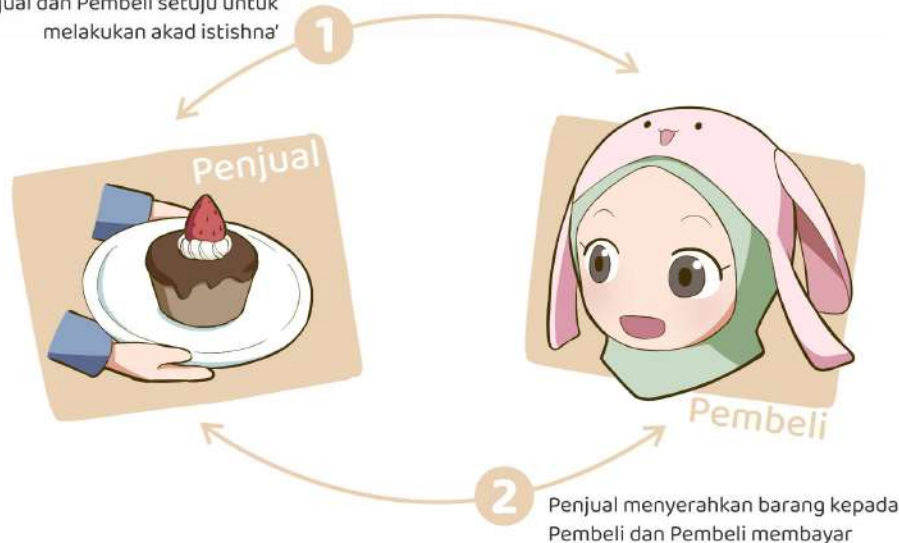 dan Pembeli setuju untuk
melakukan akad istishna'
1
Penjual
Pembeli
2
Penjual menyerahkan barang kepada
Pembeli dan Pembeli membayar